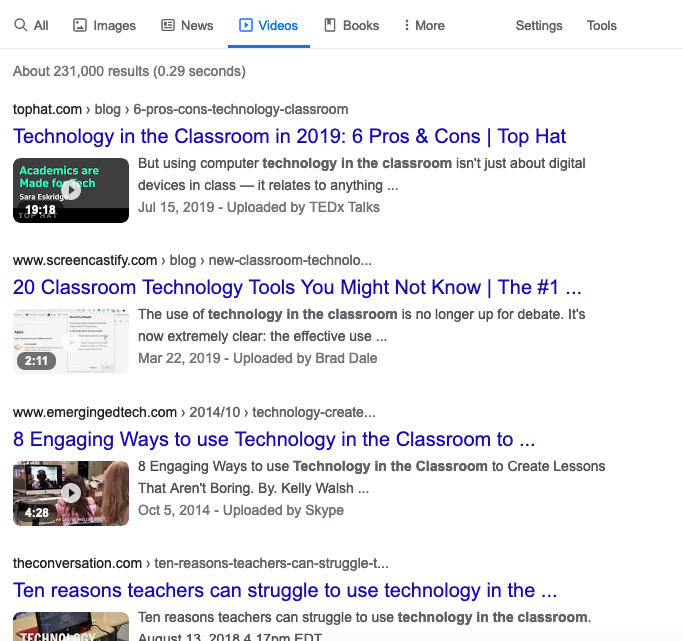 All Images News Videos Books More Settings Tools
About 231,000 results (0.29 seconds)
tophat.com › blog › 6-pros-cons-technology-classroom
Technology in the Classroom in 2019: 6 Pros & Cons | Top Hat
Academics are
Made for Tech
Sara Eskridge
19:18
TOP HAT
But using computer technology in the classroom isn't just about digital
devices in class — it relates to anything ...
Jul 15, 2019 - Uploaded by TEDx Talks
www.screencastify.com › blog › new-classroom-technolo...
20 Classroom Technology Tools You Might Not Know | The #1 ...
2:11
The use of technology in the classroom is no longer up for debate. It's
now extremely clear: the effective use ...
Mar 22, 2019 - Uploaded by Brad Dale
www.emergingedtech.com › 2014/10 › technology-create...
8 Engaging Ways to use Technology in the Classroom to ...
4:28
8 Engaging Ways to use Technology in the Classroom to Create Lessons
That Aren't Boring. By. Kelly Walsh ...
Oct 5, 2014 - Uploaded by Skype
theconversation.com › ten-reasons-teachers-can-struggle-t...
Ten reasons teachers can struggle to use technology in the ...
TECHNOLOGY
Ten reasons teachers can struggle to use technology in the classroom.
August 13, 2018 4.17pm EDT